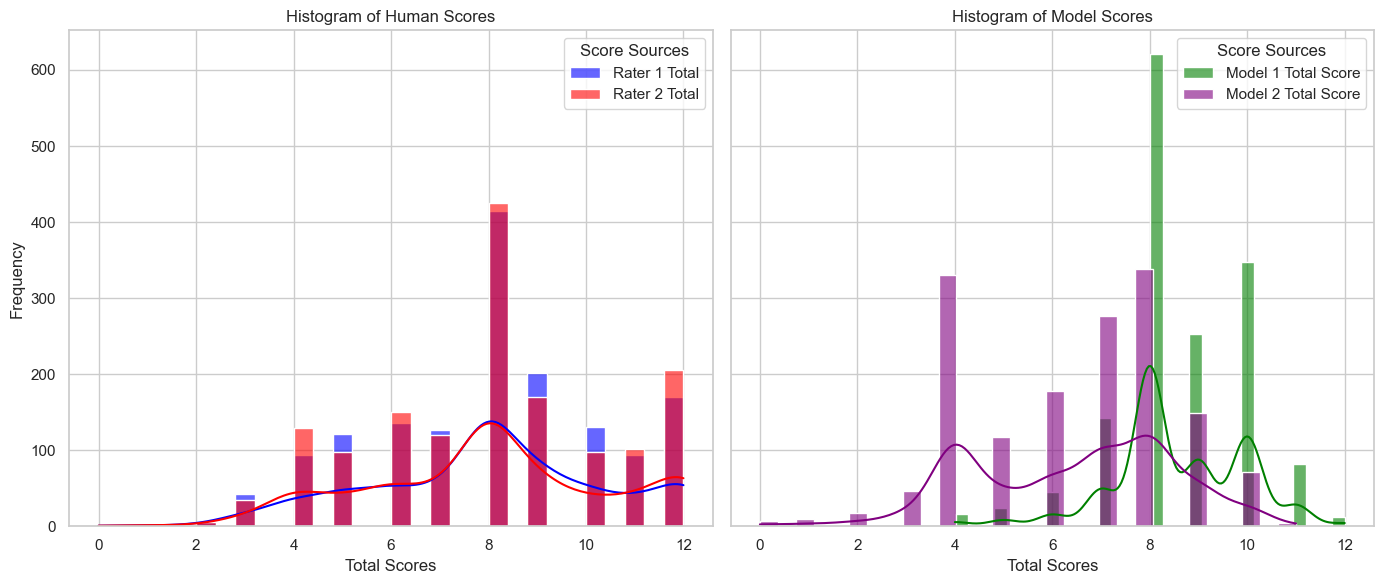 Histogram of Human Scores
Score Sources
Rater 1 Total
Rater 2 Total
Frequency
600
500
400
300
200
100
0
0 2 4 6 8 10 12
Total Scores
Histogram of Model Scores
Score Sources
Model 1 Total Score
Model 2 Total Score
0 2 4 6 8 10 12
Total Scores